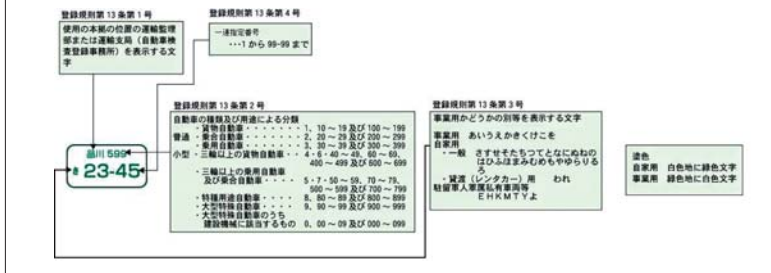 登録規則第13条第1号
使用の本拠の位置の運輸監理
部または運輸支局(自動車検
査登録事務所)を表示する文
字
登録規則第13条第4号
一連指定番号
・・・1から99-99まで
登録規則第13条第2号
自動車の種類及び用途による分類
・貨物自動車・・・・・・・1、10～19及び100～199
普通・乗合自動車・・・・・・・2、20～29及び200～299
・乗用自動車・・・・・・・3、30～39及び300～399
小型・三輪以上の貨物自動車・・4・6・40～49、60～69、
400～499及び600～699
・三輪以上の乗用自動車
及び乗合自動車・・・・5・7・50～59、70～79、
500～599及び700～799
・特種用途自動車・・・・8、80～89及び800～899
・大型特殊自動車・・・・9、90～99及び900～999
・大型特殊自動車のうち
建設機械に該当するもの 0、00～09及び000～099
登録規則第13条第3号
事業用かどうかの別等を表示する文字
事業用 あいうえかきくけこを
自家用
・一般 さすせそたちつてとなにぬねの
はひふほまみむめもやゆらりる
ろ
・貸渡(レンタカー)用 われ
駐留軍人軍属私有車両等
EHKMTYよ
品川 599
き 23-45
塗色
自家用 白色地に緑色文字
事業用 緑色地に白色文字